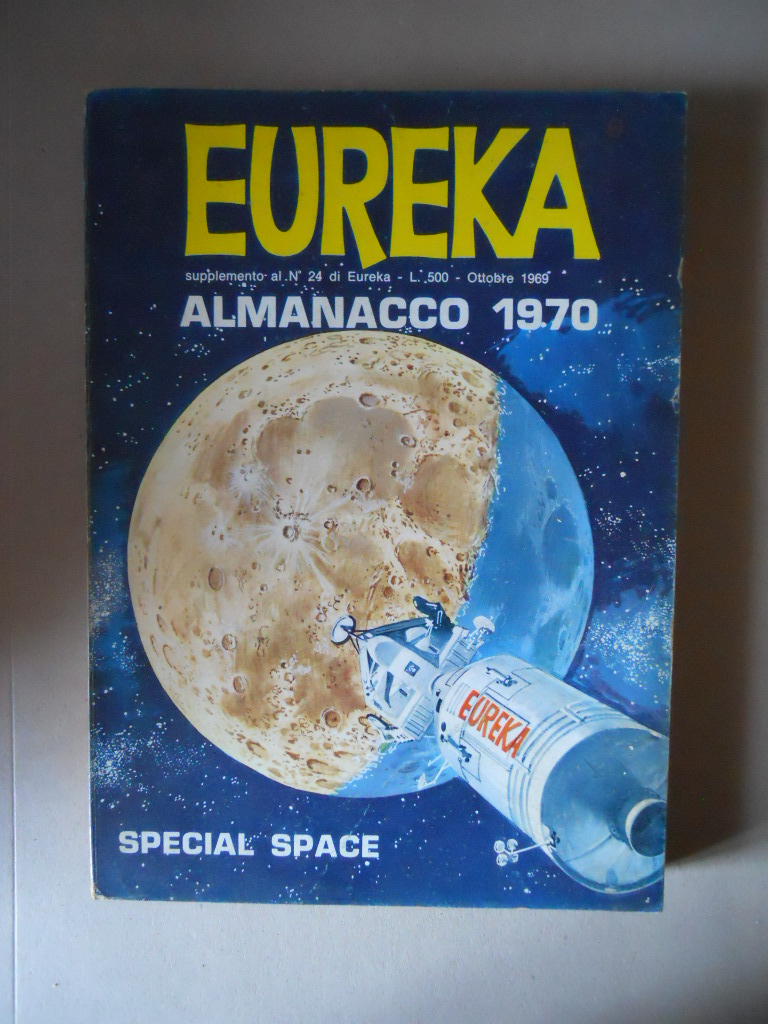 EUREKA
supplemento al N° 24 di Eureka - L. 500 - Ottobre 1969
ALMANACCO 1970
EUREKA
SPECIAL SPACE